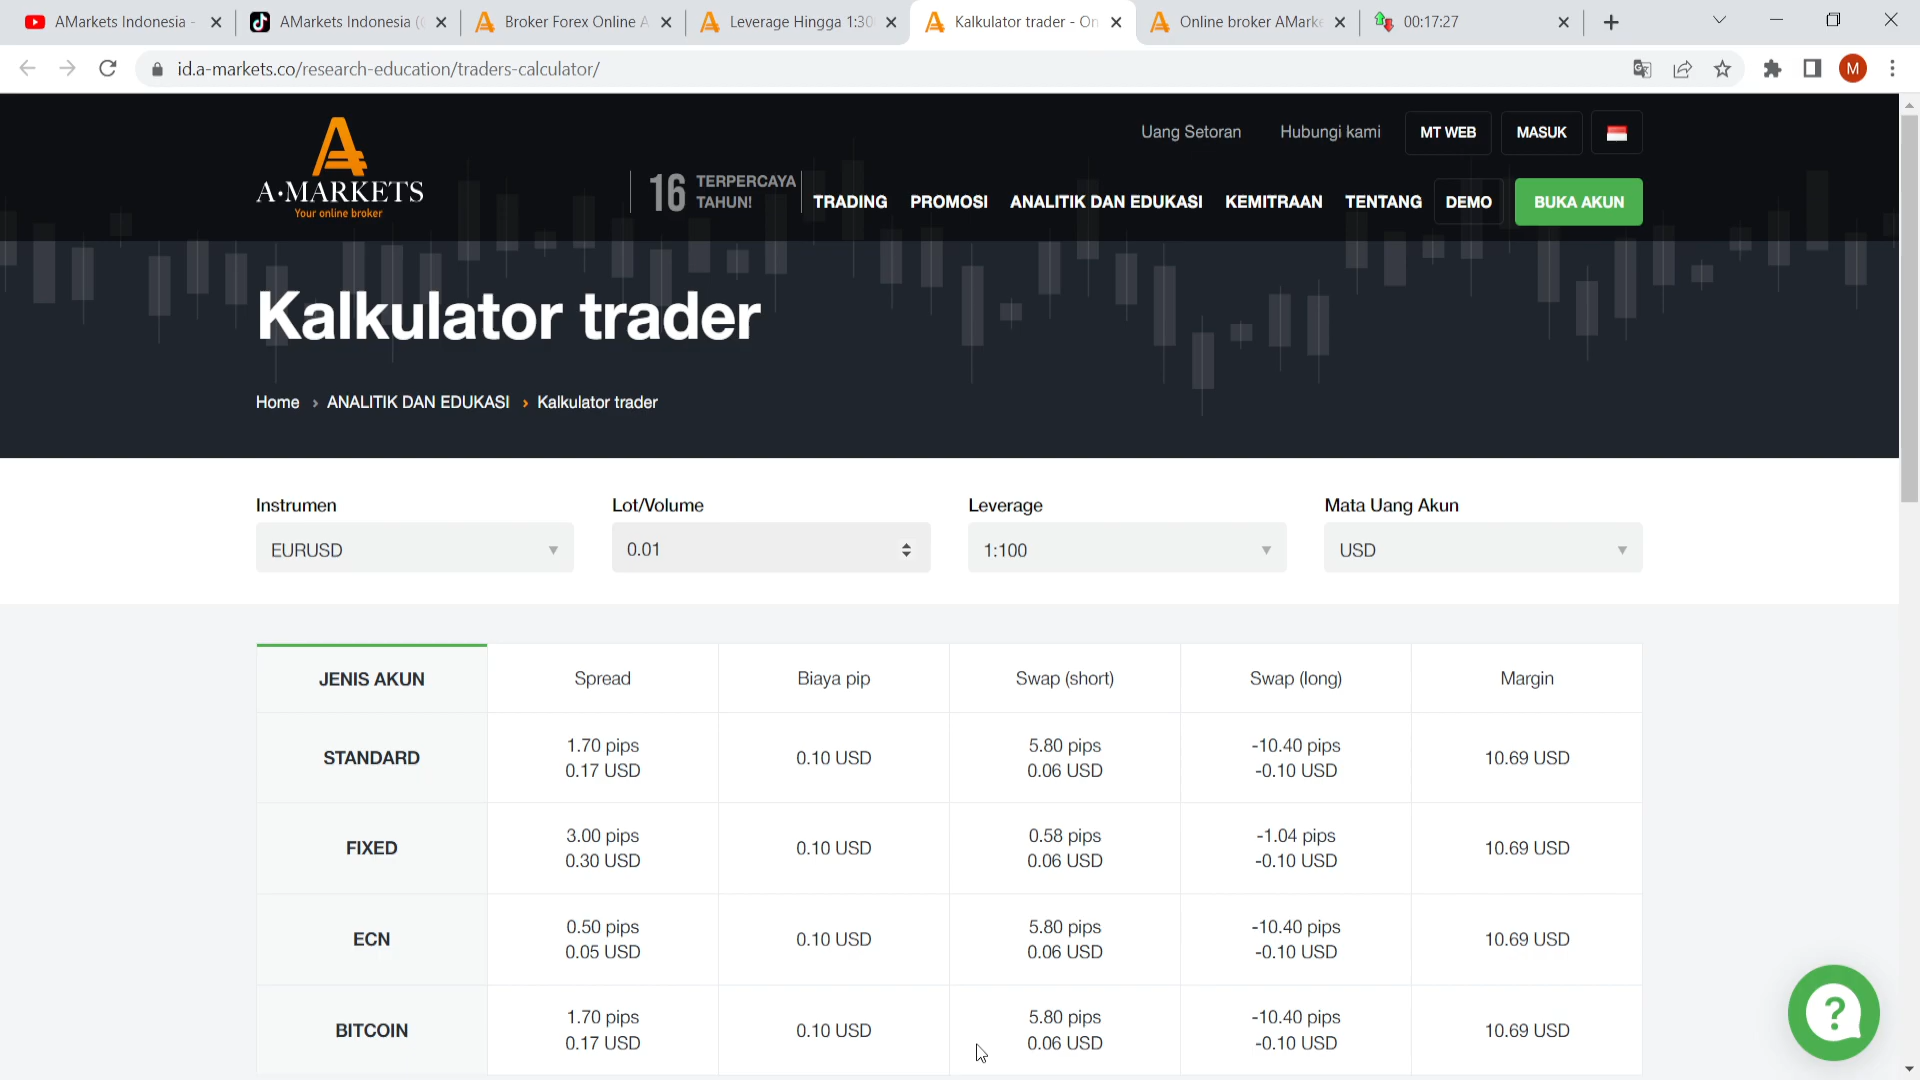 AMarkets Indonesia -
AMarkets Indonesia (
Broker Forex Online A
Leverage Hingga 1:30
Kalkulator trader - On
Online broker AMark
00:17:27
id.a-markets.co/research-education/traders-calculator/
M
A·MARKETS
Your online broker
16 TERPERCAYA
TAHUN!
Uang Setoran Hubungi kami MT WEB MASUK
TRADING PROMOSI ANALITIK DAN EDUKASI KEMITRAAN TENTANG DEMO BUKA AKUN
Kalkulator trader
Home › ANALITIK DAN EDUKASI › Kalkulator trader
Instrumen Lot/Volume Leverage Mata Uang Akun
EURUSD 0.01 1:100 USD
JENIS AKUN Spread Biaya pip Swap (short) Swap (long) Margin
STANDARD 1.70 pips 0.17 USD 0.10 USD 5.80 pips 0.06 USD -10.40 pips -0.10 USD 10.69 USD
FIXED 3.00 pips 0.30 USD 0.10 USD 0.58 pips 0.06 USD -1.04 pips -0.10 USD 10.69 USD
ECN 0.50 pips 0.05 USD 0.10 USD 5.80 pips 0.06 USD -10.40 pips -0.10 USD 10.69 USD
BITCOIN 1.70 pips 0.17 USD 0.10 USD 5.80 pips 0.06 USD -10.40 pips -0.10 USD 10.69 USD
?